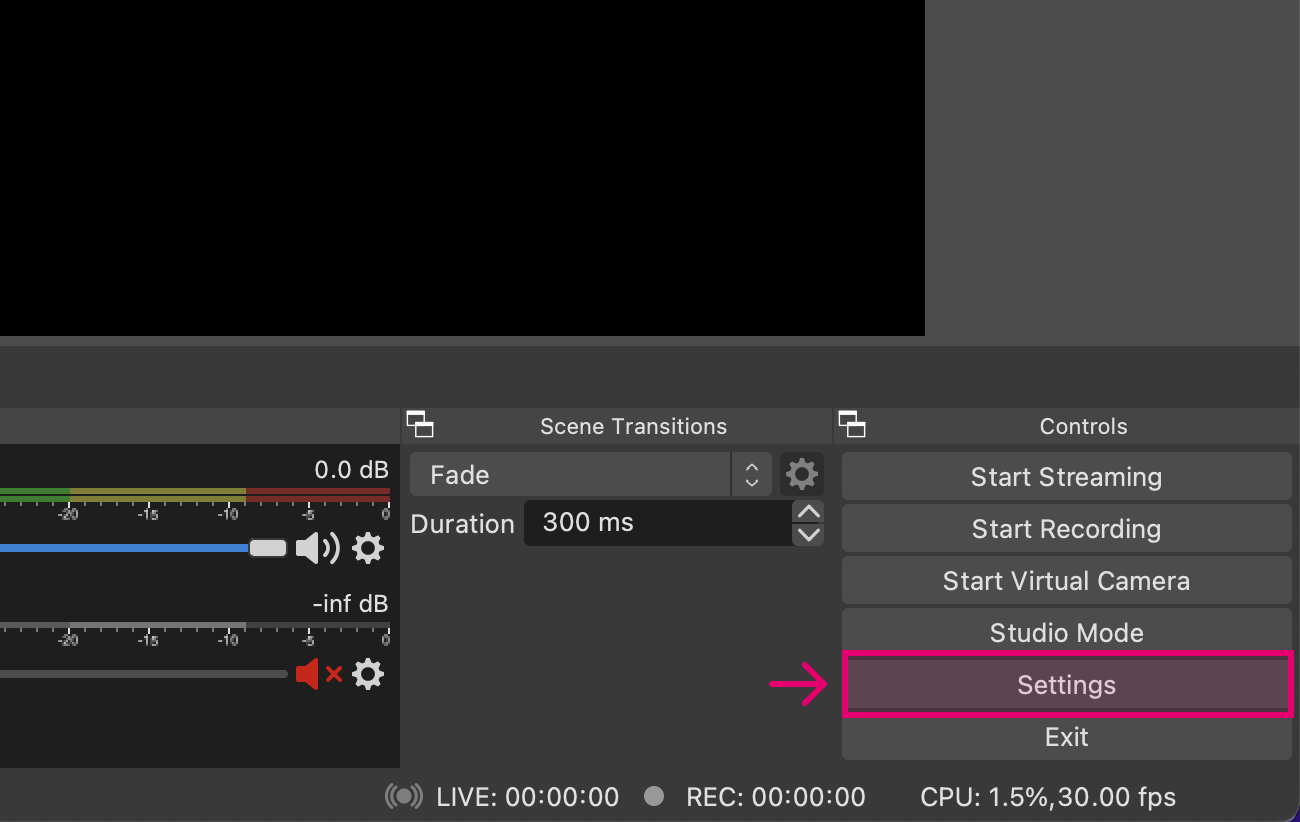 Scene Transitions
Controls
0.0 dB
-20 -15 -10 -5 0
-inf dB
-20 -15 -10 -5 0
Fade
Duration 300 ms
Start Streaming
Start Recording
Start Virtual Camera
Studio Mode
Settings
Exit
LIVE: 00:00:00 REC: 00:00:00 CPU: 1.5%,30.00 fps